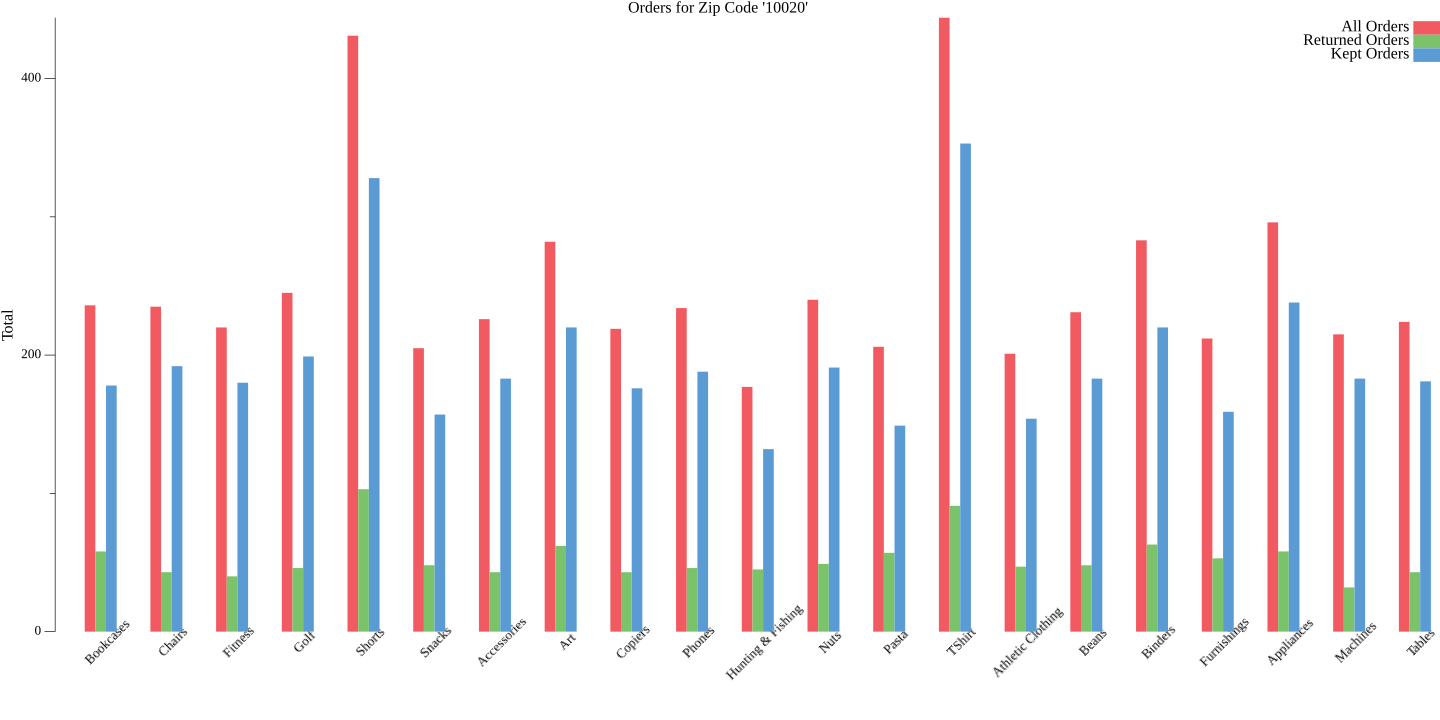 Orders for Zip Code '10020'
All Orders
Returned Orders
Kept Orders
Total
400
200
0
Bookcases
Chairs
Fitness
Golf
Shorts
Snacks
Accessories
Art
Copiers
Phones
Hunting & Fishing
Nuts
Pasta
TShirt
Athletic Clothing
Beans
Binders
Furnishings
Appliances
Machines
Tables